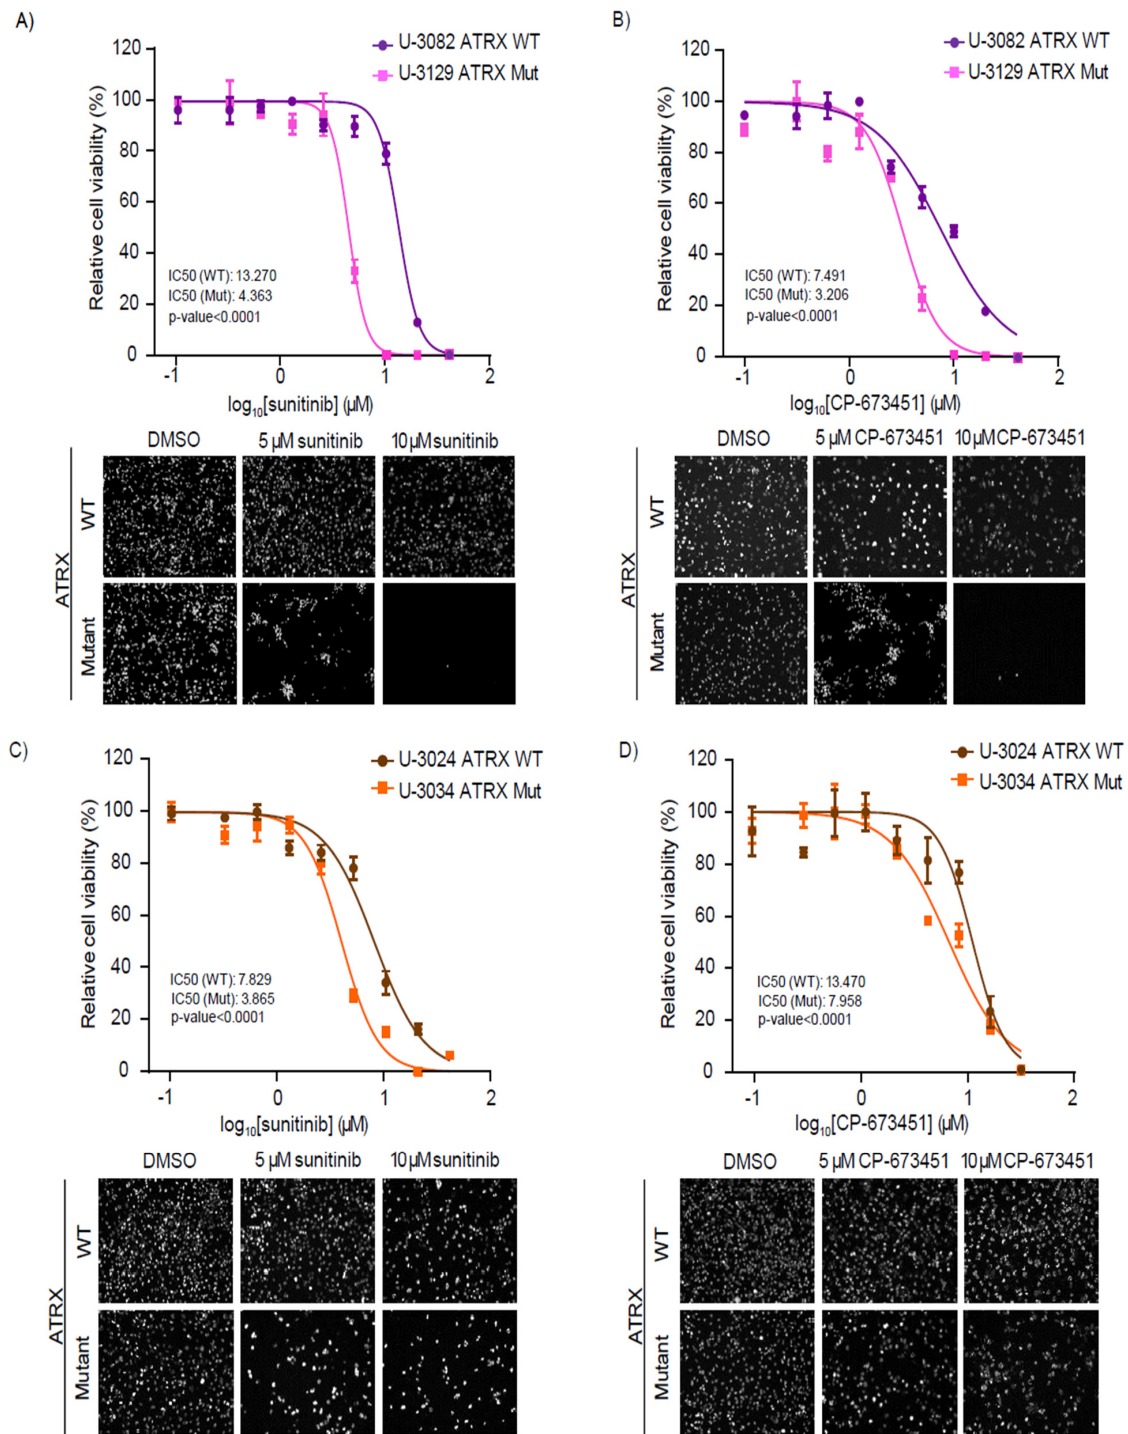 A)
U-3082 ATRX WT
U-3129 ATRX Mut
Relative cell viability (%)
120
100
80
60
40
20
0
IC50 (WT): 13.270
IC50 (Mut): 4.363
p-value<0.0001
-1 0 1 2
log10[sunitinib] (µM)
DMSO 5 µM sunitinib 10 µM sunitinib
ATRX
WT
Mutant
B)
U-3082 ATRX WT
U-3129 ATRX Mut
Relative cell viability (%)
120
100
80
60
40
20
0
IC50 (WT): 7.491
IC50 (Mut): 3.206
p-value<0.0001
-1 0 1 2
log10[CP-673451] (µM)
DMSO 5 µM CP-673451 10 µM CP-673451
ATRX
WT
Mutant
C)
U-3024 ATRX WT
U-3034 ATRX Mut
Relative cell viability (%)
120
100
80
60
40
20
0
IC50 (WT): 7.829
IC50 (Mut): 3.865
p-value<0.0001
-1 0 1 2
log10[sunitinib] (µM)
DMSO 5 µM sunitinib 10 µM sunitinib
ATRX
WT
Mutant
D)
U-3024 ATRX WT
U-3034 ATRX Mut
Relative cell viability (%)
120
100
80
60
40
20
0
IC50 (WT): 13.470
IC50 (Mut): 7.958
p-value<0.0001
-1 0 1 2
log10[CP-673451] (µM)
DMSO 5 µM CP-673451 10 µM CP-673451
ATRX
WT
Mutant